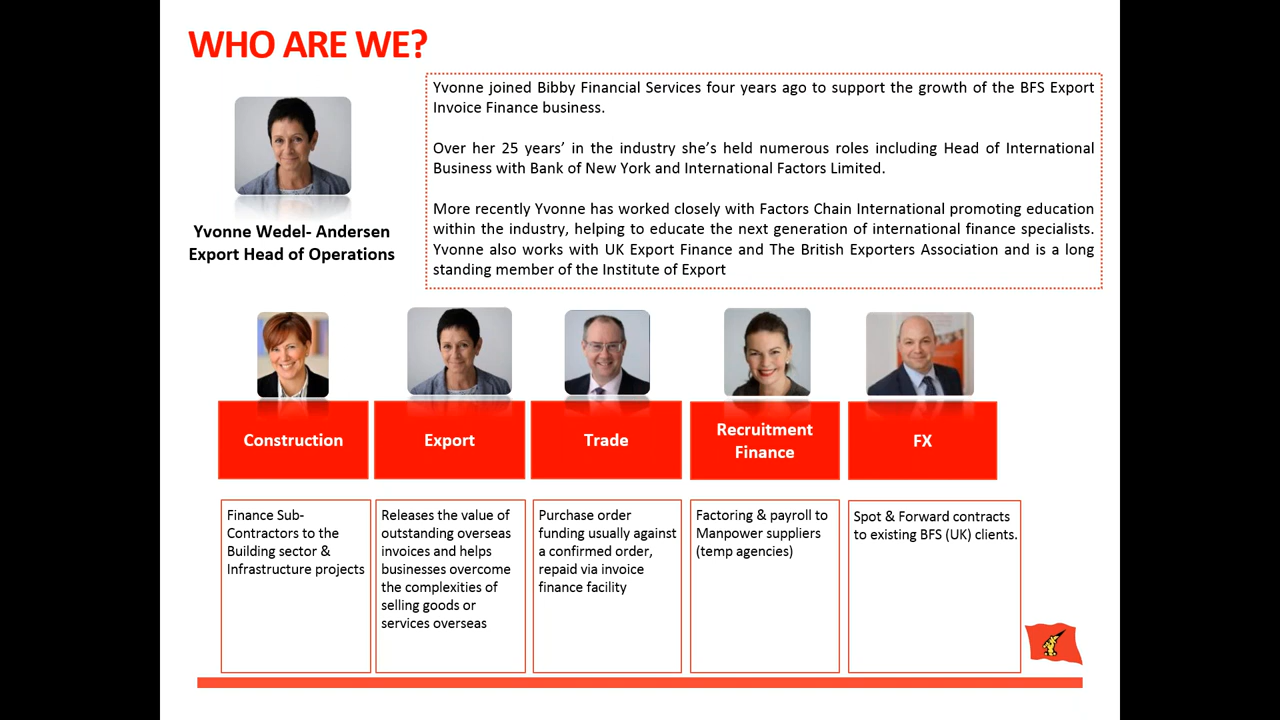 WHO ARE WE?
Yvonne joined Bibby Financial Services four years ago to support the growth of the BFS Export
Invoice Finance business.
Over her 25 years’ in the industry she’s held numerous roles including Head of International
Business with Bank of New York and International Factors Limited.
More recently Yvonne has worked closely with Factors Chain International promoting education
within the industry, helping to educate the next generation of international finance specialists.
Yvonne also works with UK Export Finance and The British Exporters Association and is a long
standing member of the Institute of Export
Yvonne Wedel- Andersen
Export Head of Operations
Construction
Export
Trade
Recruitment
Finance
FX
Finance Sub-
Contractors to the
Building sector &
Infrastructure projects
Releases the value of
outstanding overseas
invoices and helps
businesses overcome
the complexities of
selling goods or
services overseas
Purchase order
funding usually against
a confirmed order,
repaid via invoice
finance facility
Factoring & payroll to
Manpower suppliers
(temp agencies)
Spot & Forward contracts
to existing BFS (UK) clients.